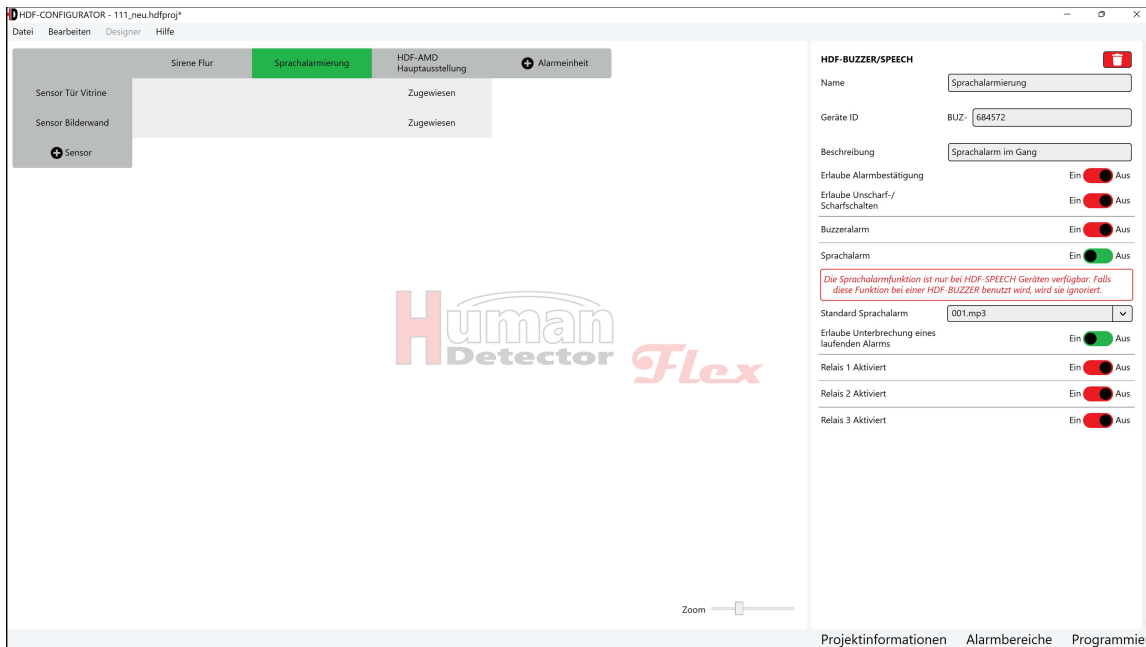 HD HDF-CONFIGURATOR - 111_neu.hdfproj*
Datei Bearbeiten Designer Hilfe
Sirene Flur Sprachalarmierung HDF-AMD Hauptausstellung Alarmeinheit
Sensor Tür Vitrine Zugewiesen
Sensor Bilderwand Zugewiesen
Sensor
Human
Detector Flex
Zoom
HDF-BUZZER/SPEECH
Name Sprachalarmierung
Geräte ID BUZ- 684572
Beschreibung Sprachalarm im Gang
Erlaube Alarmbestätigung Ein Aus
Erlaube Unscharf-/
Scharfschalten Ein Aus
Buzzeralarm Ein Aus
Sprachalarm Ein Aus
Die Sprachalarmfunktion ist nur bei HDF-SPEECH Geräten verfügbar. Falls
diese Funktion bei einer HDF-BUZZER benutzt wird, wird sie ignoriert.
Standard Sprachalarm 001.mp3
Erlaube Unterbrechung eines
laufenden Alarms Ein Aus
Relais 1 Aktiviert Ein Aus
Relais 2 Aktiviert Ein Aus
Relais 3 Aktiviert Ein Aus
Projektinformationen Alarmbereiche Programmie